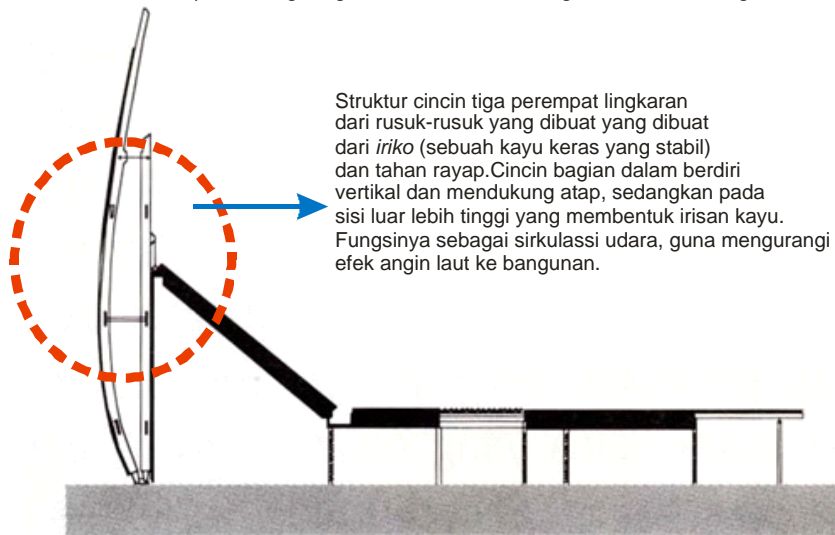 Struktur cincin tiga perempat lingkaran
dari rusuk-rusuk yang dibuat yang dibuat
dari iriko (sebuah kayu keras yang stabil)
dan tahan rayap.Cincin bagian dalam berdiri
vertikal dan mendukung atap, sedangkan pada
sisi luar lebih tinggi yang membentuk irisan kayu.
Fungsinya sebagai sirkulassi udara, guna mengurangi
efek angin laut ke bangunan.